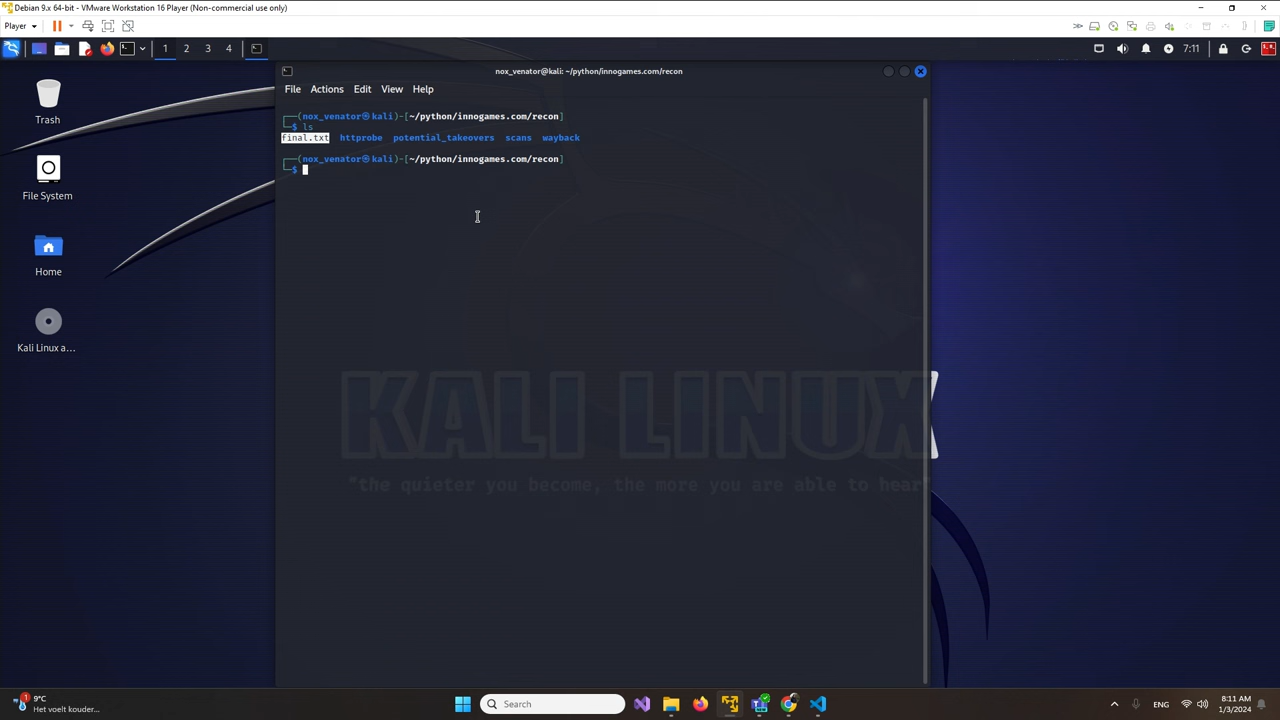 Debian 9.x 64-bit - VMware Workstation 16 Player (Non-commercial use only)
Player
1 2 3 4
7:11
nox_venator@kali: ~/python/innogames.com/recon
File Actions Edit View Help
┌──(nox_venator㉿kali)-[~/python/innogames.com/recon]
└─$ ls
final.txt httprobe potential_takeovers scans wayback
┌──(nox_venator㉿kali)-[~/python/innogames.com/recon]
└─$
Trash
File System
Home
Kali Linux a...
KALI LINUX
"the quieter you become, the more you are able to hear"
1
9°C
Het voelt kouder...
Search
ENG
8:11 AM
1/3/2024